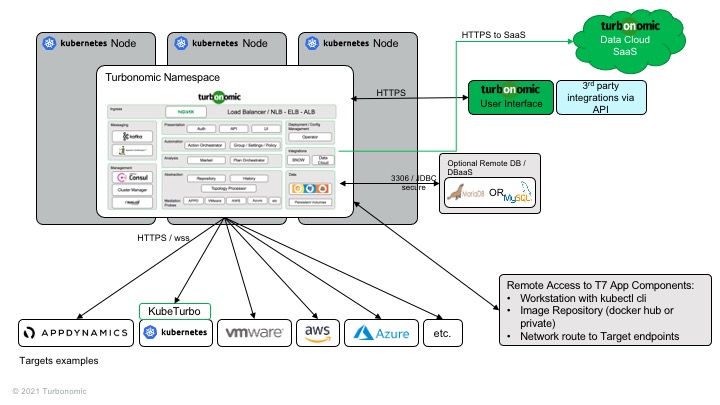 kubernetes Node
kubernetes Node
kubernetes Node
turbonomic
Data Cloud
SaaS
HTTPS to SaaS
Turbonomic Namespace
turbonomic
HTTPS
turbonomic
User Interface
3rd party
integrations via
API
Ingress
NGINX
Load Balancer / NLB - ELB - ALB
Messaging
kafka
Presentation
Auth
API
UI
Deployment / Config
Management
Operator
Automation
Action Orchestrator
Group / Settings / Policy
Integrations
SNOW
Data
Cloud
Analysis
Market
Plan Orchestrator
Management
Consul
Cluster Manager
Abstraction
Repository
History
Topology Processor
Data
Mediation
Probes
APPD
VMware
AWS
Azure
etc
Persistent Volumes
3306 / JDBC
secure
Optional Remote DB /
DBaaS
MariaDB
OR
MySQL
HTTPS / wss
Remote Access to T7 App Components:
• Workstation with kubectl cli
• Image Repository (docker hub or
private)
• Network route to Target endpoints
KubeTurbo
APPDYNAMICS
kubernetes
vmware
aws
Azure
etc.
Targets examples
© 2021 Turbonomic